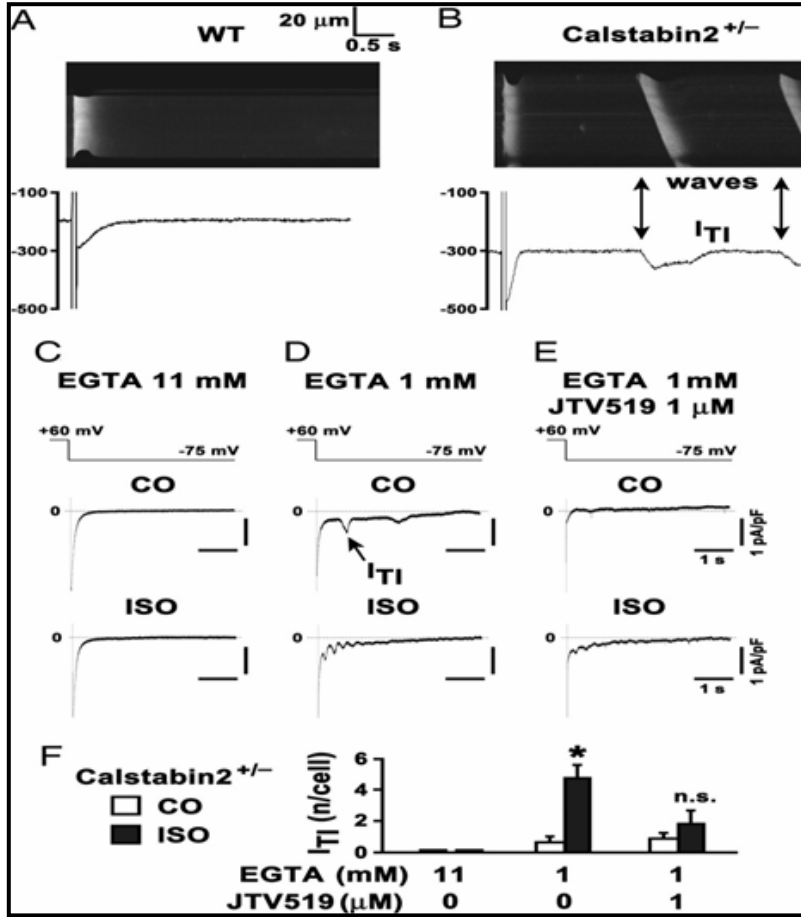 A
WT
20 μm
0.5 s
B
Calstabin2+/−
-100
-300
-500
-100
-300
-500
waves
ITI
C
EGTA 11 mM
+60 mV
-75 mV
CO
0
ISO
0
D
EGTA 1 mM
+60 mV
-75 mV
CO
0
ITI
ISO
0
E
EGTA 1mM
JTV519 1 μM
+60 mV
-75 mV
CO
0
1 s
1 pA/pF
ISO
0
1 s
1 pA/pF
F
Calstabin2+/−
CO
ISO
ITI (n/cell)
6
4
2
0
*
n.s.
EGTA (mM) 11 1 1
JTV519 (μM) 0 0 1